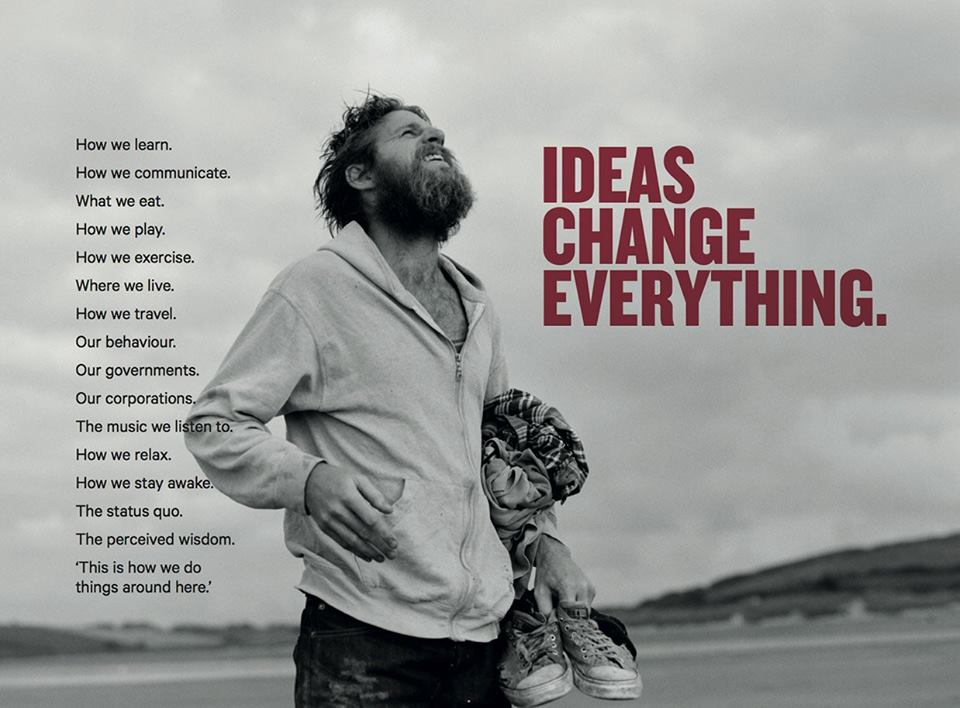 How we learn.
How we communicate.
What we eat.
How we play.
How we exercise.
Where we live.
How we travel.
Our behaviour.
Our governments.
Our corporations.
The music we listen to.
How we relax.
How we stay awake.
The status quo.
The perceived wisdom.
‘This is how we do
things around here.’
IDEAS
CHANGE
EVERYTHING.